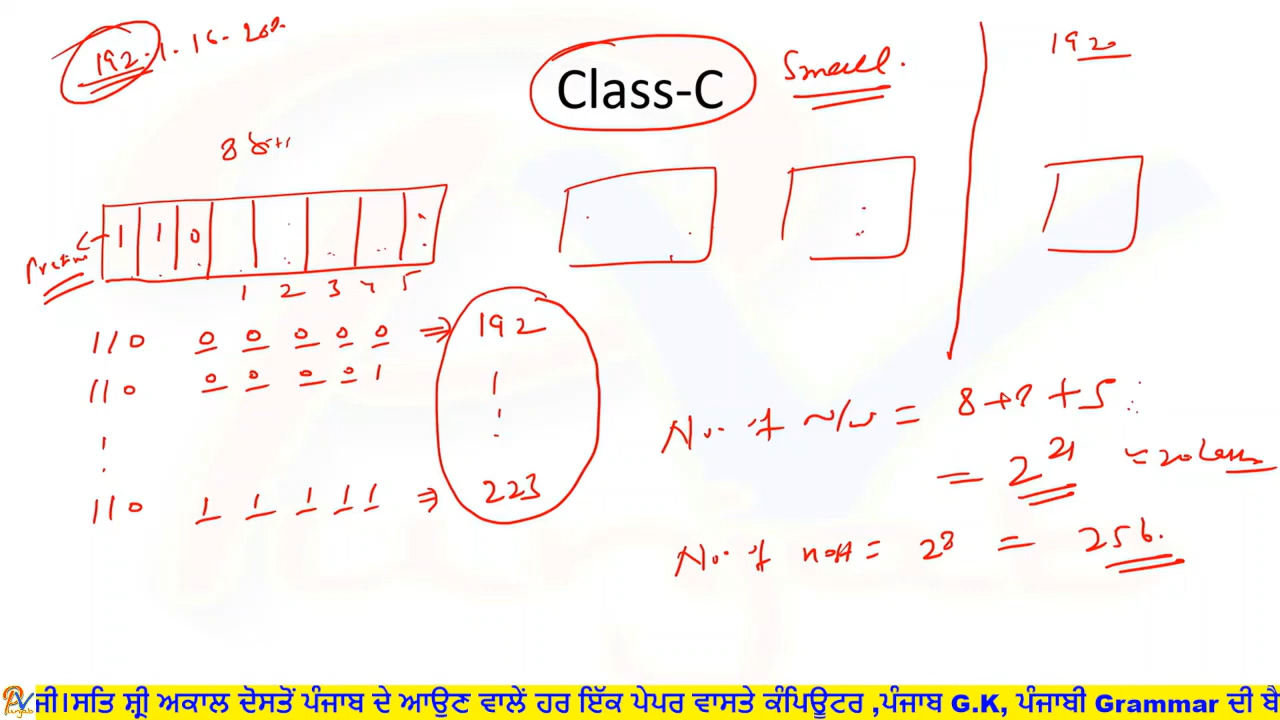 192.1.16.200
Class-C
Small.
192
8 bit
1 1 0
1 2 3 4 5
110 0 0 0 0 0 ⇒ 192
110 0 0 0 0 1
110 1 1 1 1 1 ⇒ 223
No. of N/W = 8+8+5
= 2^21 = 20 Lakh
No. of = 2^8 = 256.
ਜੀ।ਸਤਿ ਸ਼੍ਰੀ ਅਕਾਲ ਦੋਸਤੋਂ ਪੰਜਾਬ ਦੇ ਆਉਣ ਵਾਲੇਂ ਹਰ ਇੱਕ ਪੇਪਰ ਵਾਸਤੇ ਕੰਪਿਊਟਰ ,ਪੰਜਾਬ G.K, ਪੰਜਾਬੀ Grammar ਦੀ ਬੈ